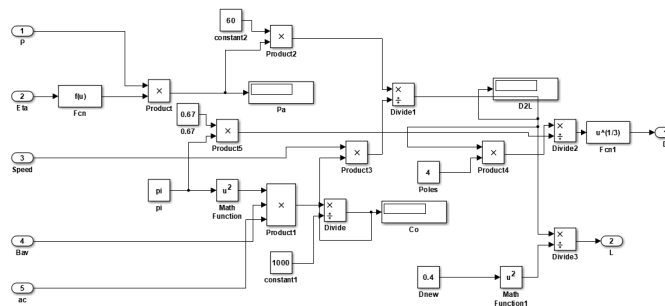 1
P
2
Eta
f(u)
Fcn
×
Product
60
constant2
×
Product2
Pa
0.67
0.67
×
Product5
3
Speed
pi
pi
u²
Math
Function
×
Product1
4
Bav
5
ac
1000
constant1
×
÷
Divide
×
Product3
Co
×
÷
Divide1
D2L
4
Poles
×
Product4
×
÷
Divide2
u^(1/3)
Fcn1
1
0.4
Dnew
u²
Math
Function1
×
÷
Divide3
2
L